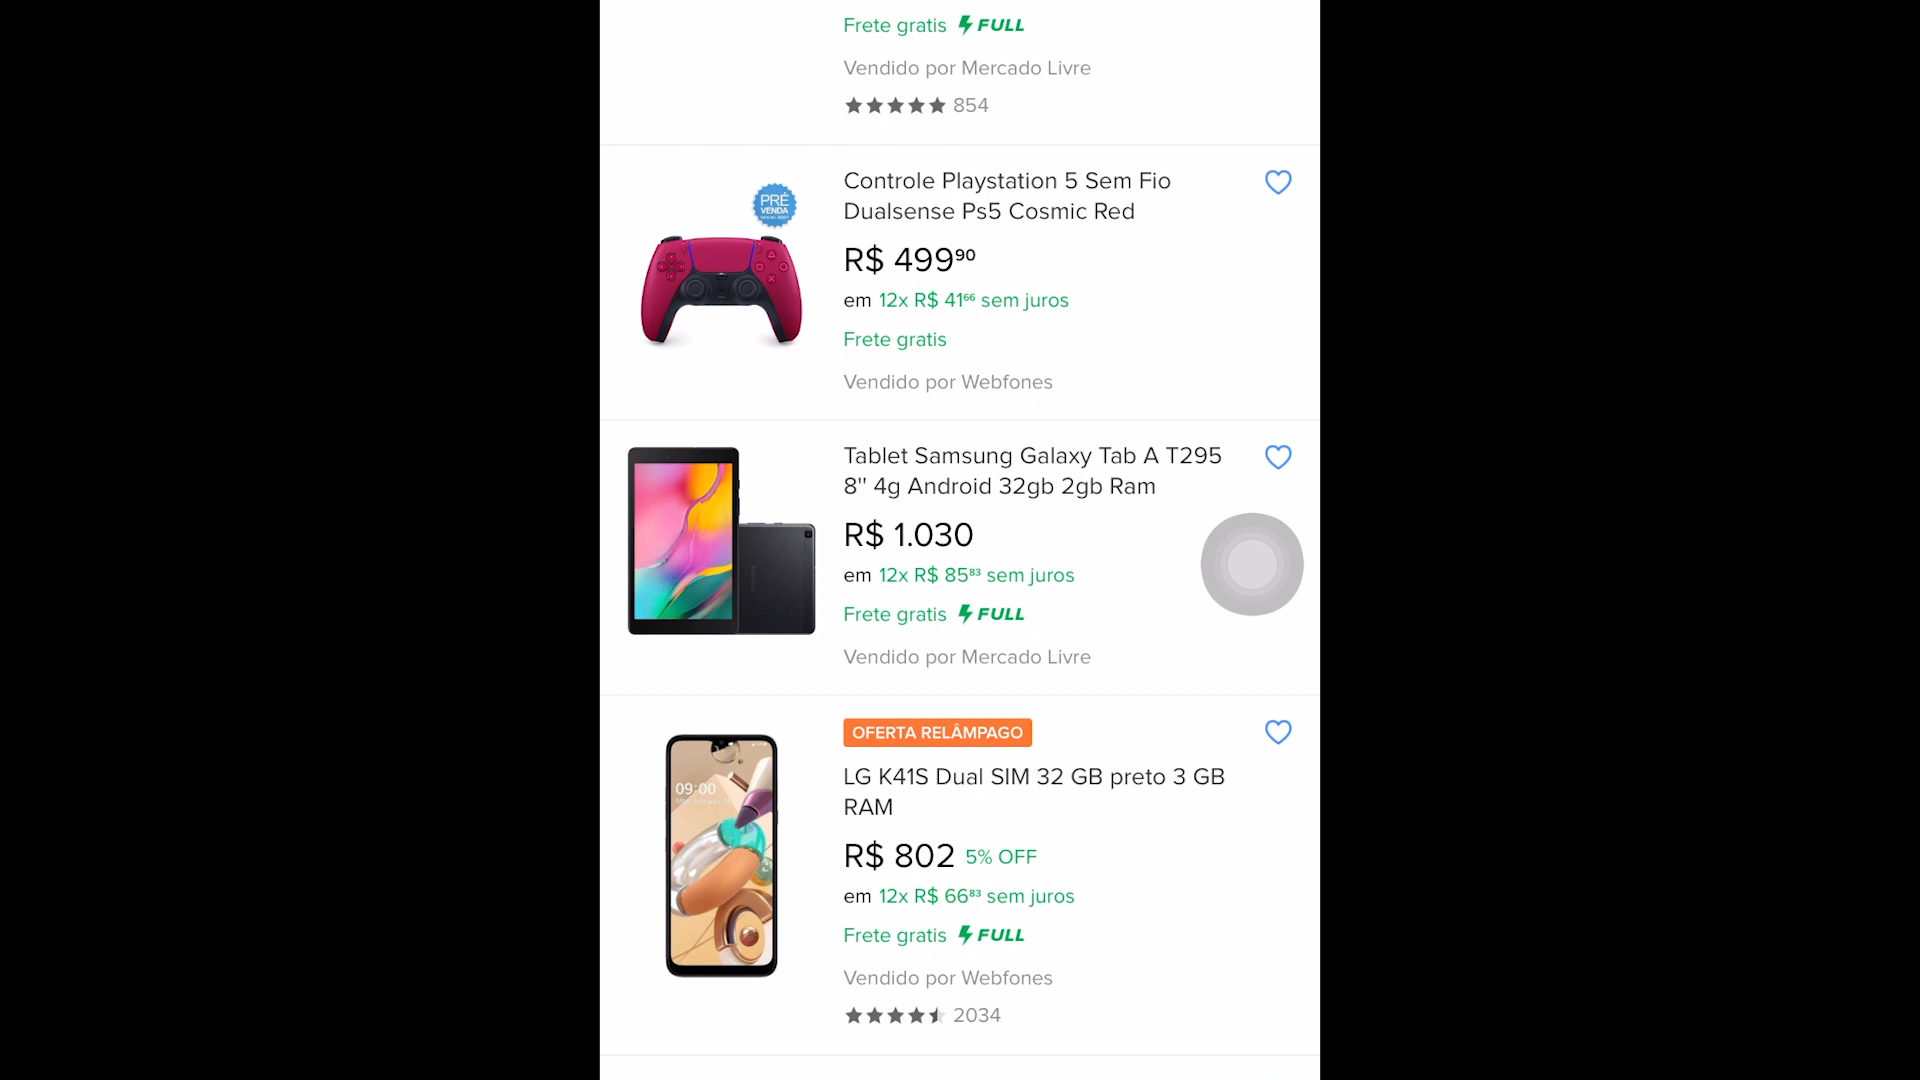 Frete gratis FULL
Vendido por Mercado Livre
854
PRÉ
VENDA
Controle Playstation 5 Sem Fio
Dualsense Ps5 Cosmic Red
R$ 499⁹⁰
em 12x R$ 41⁶⁶ sem juros
Frete gratis
Vendido por Webfones
Tablet Samsung Galaxy Tab A T295
8'' 4g Android 32gb 2gb Ram
R$ 1.030
em 12x R$ 85⁸³ sem juros
Frete gratis FULL
Vendido por Mercado Livre
OFERTA RELÂMPAGO
09:00
LG K41S Dual SIM 32 GB preto 3 GB
RAM
R$ 802 5% OFF
em 12x R$ 66⁸³ sem juros
Frete gratis FULL
Vendido por Webfones
2034